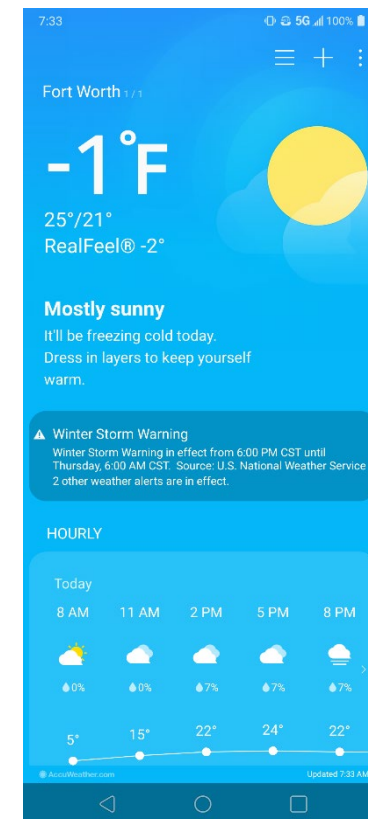 7:33 5G 100%
Fort Worth 1 / 1
-1°F
25°/21°
RealFeel® -2°
Mostly sunny
It'll be freezing cold today.
Dress in layers to keep yourself
warm.
Winter Storm Warning
Winter Storm Warning in effect from 6:00 PM CST until
Thursday, 6:00 AM CST. Source: U.S. National Weather Service
2 other weather alerts are in effect.
HOURLY
Today
8 AM 11 AM 2 PM 5 PM 8 PM
0% 0% 7% 7% 7%
5° 15° 22° 24° 22°
AccuWeather.com Updated 7:33 AM